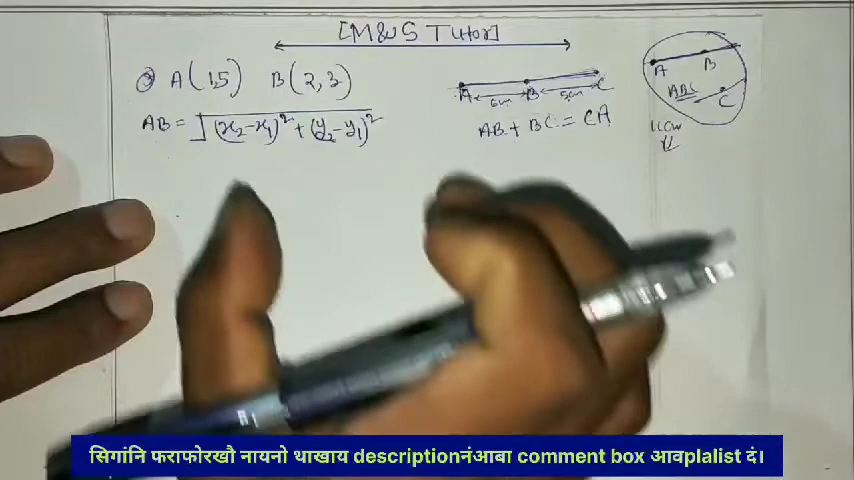 [M&S Tutor]
A(1,5) B(2,3)
AB = √(x₂-x₁)²+(y₂-y₁)²
A B C
6cm 5cm
AB + BC = CA
A B
ABC
C
11cm
सिगांनि फराफोरखौ नायनो थाखाय descriptionनंआबा comment box आवplalist दं।